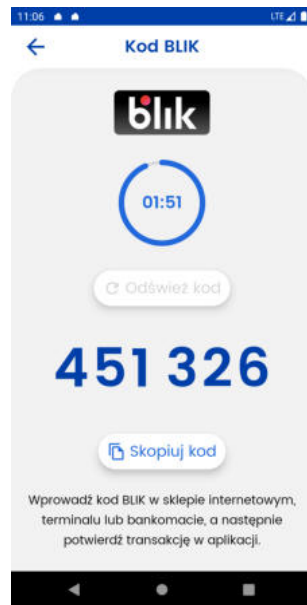 11:06 LTE
Kod BLIK
blik
01:51
Odśwież kod
451 326
Skopiuj kod
Wprowadź kod BLIK w sklepie internetowym,
terminalu lub bankomacie, a następnie
potwierdź transakcję w aplikacji.